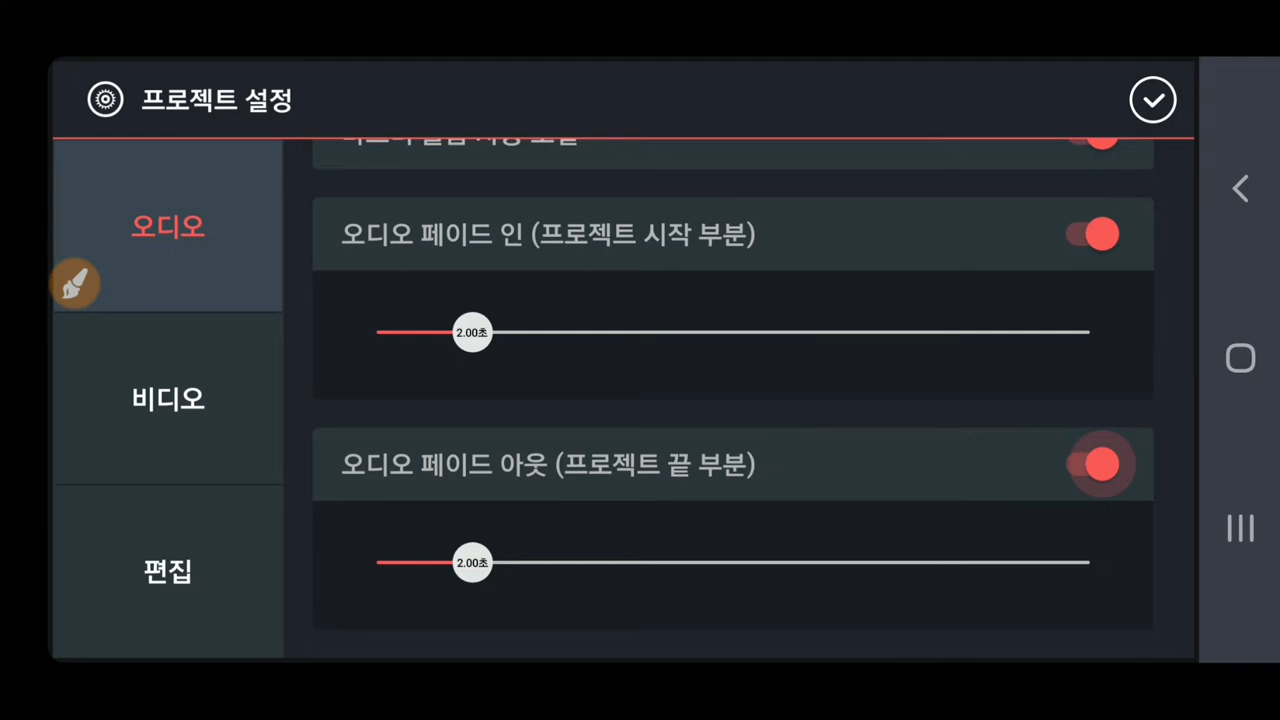 프로젝트 설정
오디오
오디오 페이드 인 (프로젝트 시작 부분)
2.00초
비디오
오디오 페이드 아웃 (프로젝트 끝 부분)
2.00초
편집